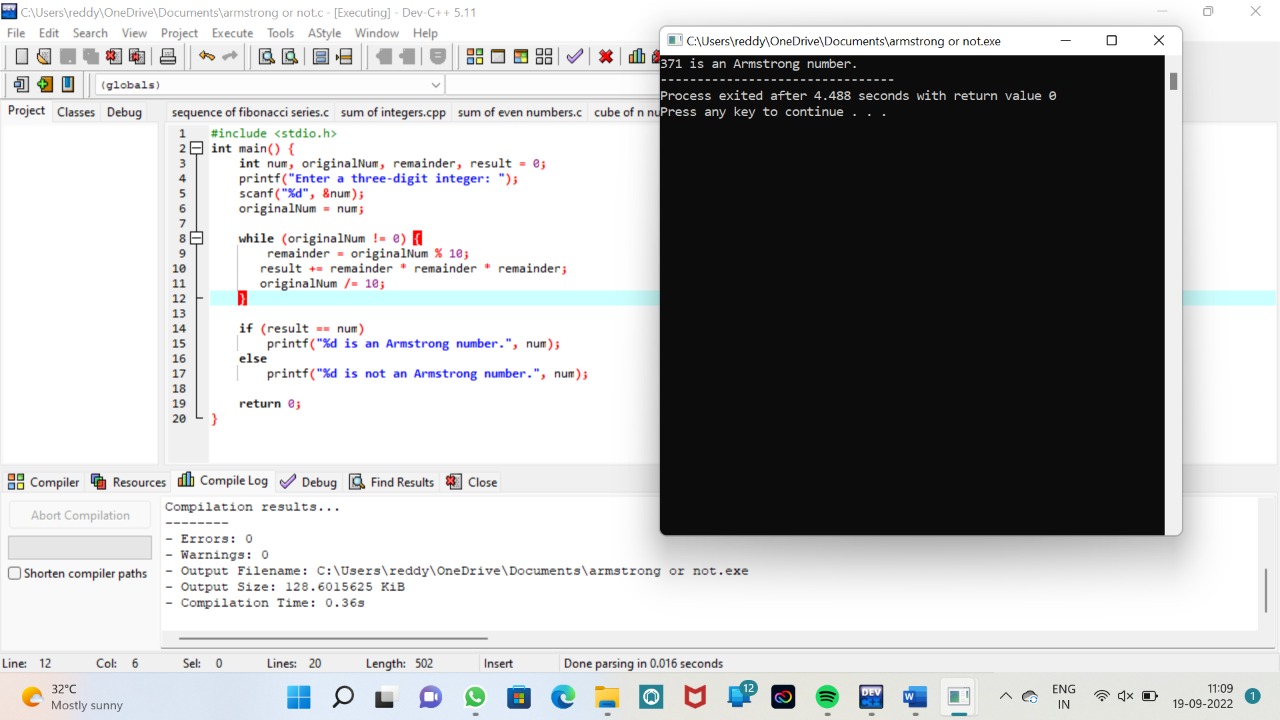 C:\Users\reddy\OneDrive\Documents\armstrong or not.c - [Executing] - Dev-C++ 5.11
File Edit Search View Project Execute Tools AStyle Window Help
(globals)
Project Classes Debug
sequence of fibonacci series.c sum of integers.cpp sum of even numbers.c cube of n nu
1 #include <stdio.h>
2 int main() {
3 int num, originalNum, remainder, result = 0;
4 printf("Enter a three-digit integer: ");
5 scanf("%d", &num);
6 originalNum = num;
7
8 while (originalNum != 0) {
9 remainder = originalNum % 10;
10 result += remainder * remainder * remainder;
11 originalNum /= 10;
12 }
13
14 if (result == num)
15 printf("%d is an Armstrong number.", num);
16 else
17 printf("%d is not an Armstrong number.", num);
18
19 return 0;
20 }
C:\Users\reddy\OneDrive\Documents\armstrong or not.exe
371 is an Armstrong number.
--------------------------------
Process exited after 4.488 seconds with return value 0
Press any key to continue . . .
Compiler Resources Compile Log Debug Find Results Close
Abort Compilation
Shorten compiler paths
Compilation results...
--------
- Errors: 0
- Warnings: 0
- Output Filename: C:\Users\reddy\OneDrive\Documents\armstrong or not.exe
- Output Size: 128.6015625 KiB
- Compilation Time: 0.36s
Line: 12 Col: 6 Sel: 0 Lines: 20 Length: 502 Insert Done parsing in 0.016 seconds
32°C
Mostly sunny
12
DEV
ENG
IN
11:09
19-09-2022
1